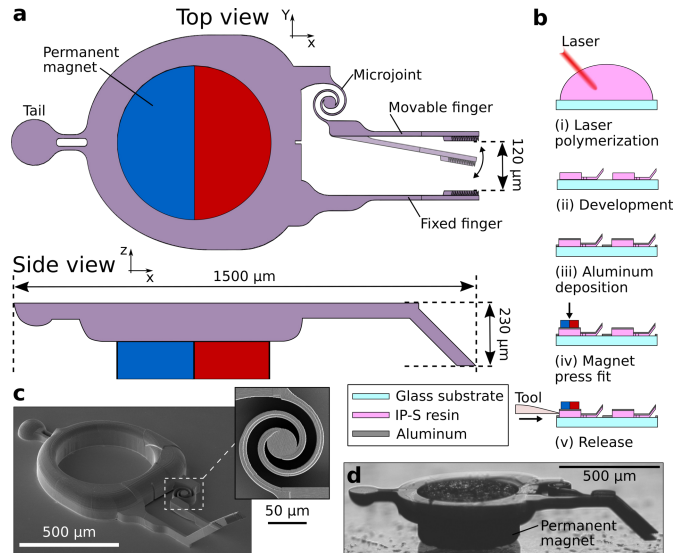 a
Top view
Y
x
Permanent
magnet
Microjoint
Movable finger
Tail
120 μm
Fixed finger
Side view
z
x
1500 μm
230 μm
b
Laser
(i) Laser
polymerization
(ii) Development
(iii) Aluminum
deposition
(iv) Magnet
press fit
Tool
(v) Release
Glass substrate
IP-S resin
Aluminum
c
500 μm
50 μm
d
500 μm
Permanent
magnet